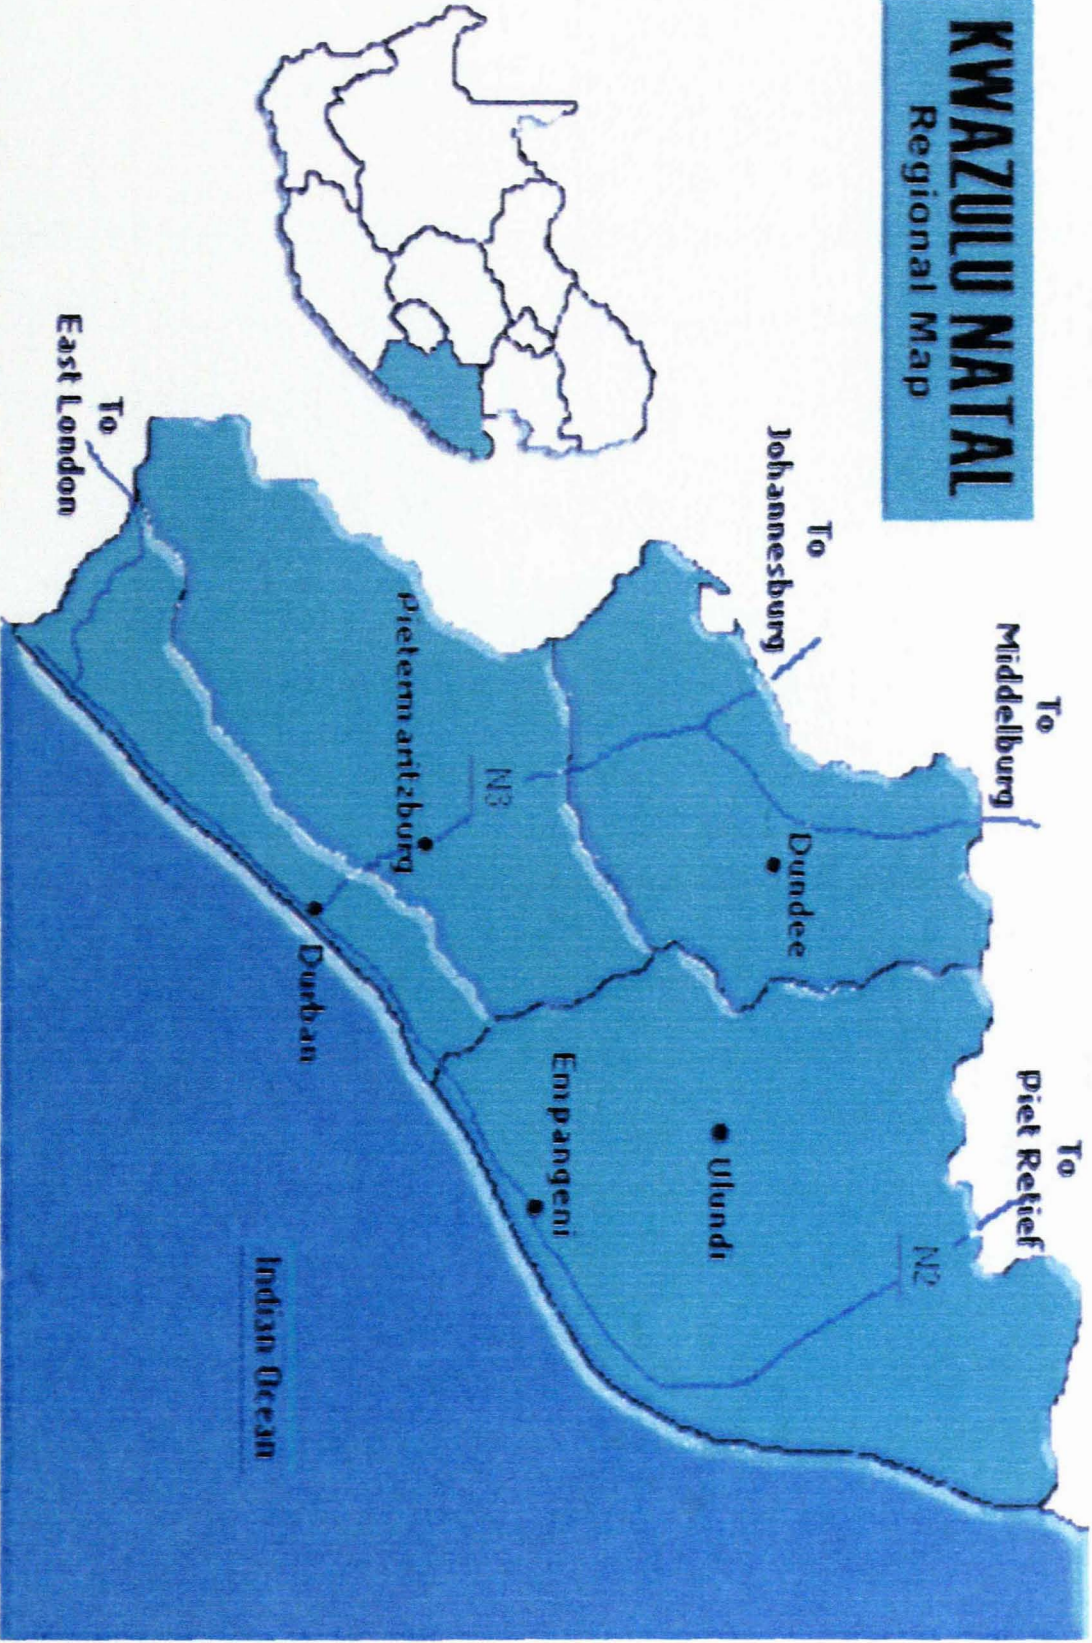 KWAZULU NATAL
Regional Map
To
Middelburg
To
Piet Retief
To
Johannesburg
N2
Dundee
Ulundi
N3
Empangeni
Pietermaritzburg
Durban
Indian Ocean
To
East London